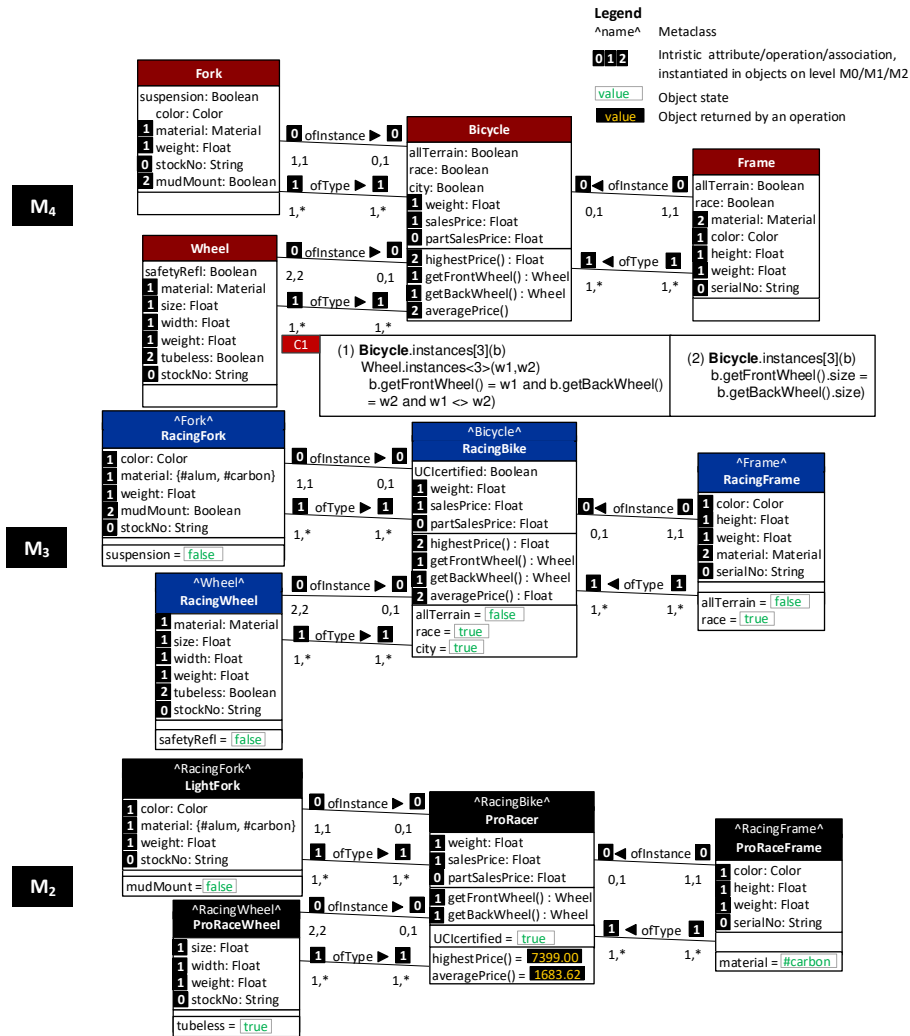 Legend
^name^ Metaclass
0 1 2 Intristic attribute/operation/association,
instantiated in objects on level M0/M1/M2
value Object state
value Object returned by an operation
M4
Fork
suspension: Boolean
color: Color
1 material: Material
1 weight: Float
0 stockNo: String
2 mudMount: Boolean
0 ofInstance ▶ 0
1,1 0,1
1 ofType ▶ 1
1,* 1,*
Bicycle
allTerrain: Boolean
race: Boolean
city: Boolean
1 weight: Float
1 salesPrice: Float
0 partSalesPrice: Float
2 highestPrice() : Float
1 getFrontWheel() : Wheel
1 getBackWheel() : Wheel
2 averagePrice()
0 ◀ ofInstance 0
0,1 1,1
1 ◀ ofType 1
1,* 1,*
Frame
allTerrain: Boolean
race: Boolean
2 material: Material
1 color: Color
1 height: Float
1 weight: Float
0 serialNo: String
Wheel
safetyRefl: Boolean
1 material: Material
1 size: Float
1 width: Float
1 weight: Float
2 tubeless: Boolean
0 stockNo: String
0 ofInstance ▶ 0
2,2 0,1
1 ofType ▶ 1
1,* 1,*
C1
(1) Bicycle.instances[3](b)
Wheel.instances<3>(w1,w2)
b.getFrontWheel() = w1 and b.getBackWheel()
= w2 and w1 <> w2)
(2) Bicycle.instances[3](b)
b.getFrontWheel().size =
b.getBackWheel().size)
M3
^Fork^
RacingFork
1 color: Color
1 material: {#alum, #carbon}
1 weight: Float
2 mudMount: Boolean
0 stockNo: String
suspension = false
0 ofInstance ▶ 0
1,1 0,1
1 ofType ▶ 1
1,* 1,*
^Bicycle^
RacingBike
UCIcertified: Boolean
1 weight: Float
1 salesPrice: Float
0 partSalesPrice: Float
2 highestPrice() : Float
1 getFrontWheel() : Wheel
1 getBackWheel() : Wheel
2 averagePrice() : Float
allTerrain = false
race = true
city = true
0 ◀ ofInstance 0
0,1 1,1
1 ◀ ofType 1
1,* 1,*
^Frame^
RacingFrame
1 color: Color
1 height: Float
1 weight: Float
2 material: Material
0 serialNo: String
allTerrain = false
race = true
^Wheel^
RacingWheel
1 material: Material
1 size: Float
1 width: Float
1 weight: Float
2 tubeless: Boolean
0 stockNo: String
safetyRefl = false
0 ofInstance ▶ 0
2,2 0,1
1 ofType ▶ 1
1,* 1,*
M2
^RacingFork^
LightFork
1 color: Color
1 material: {#alum, #carbon}
1 weight: Float
0 stockNo: String
mudMount = false
0 ofInstance ▶ 0
1,1 0,1
1 ofType ▶ 1
1,* 1,*
^RacingBike^
ProRacer
1 weight: Float
1 salesPrice: Float
0 partSalesPrice: Float
1 getFrontWheel() : Wheel
1 getBackWheel() : Wheel
UCIcertified = true
highestPrice() = 7399.00
averagePrice() = 1683.62
0 ◀ ofInstance 0
0,1 1,1
1 ◀ ofType 1
1,* 1,*
^RacingFrame^
ProRaceFrame
1 color: Color
1 height: Float
1 weight: Float
0 serialNo: String
material = #carbon
^RacingWheel^
ProRaceWheel
1 size: Float
1 width: Float
1 weight: Float
0 stockNo: String
tubeless = true
0 ofInstance ▶ 0
2,2 0,1
1 ofType ▶ 1
1,* 1,*